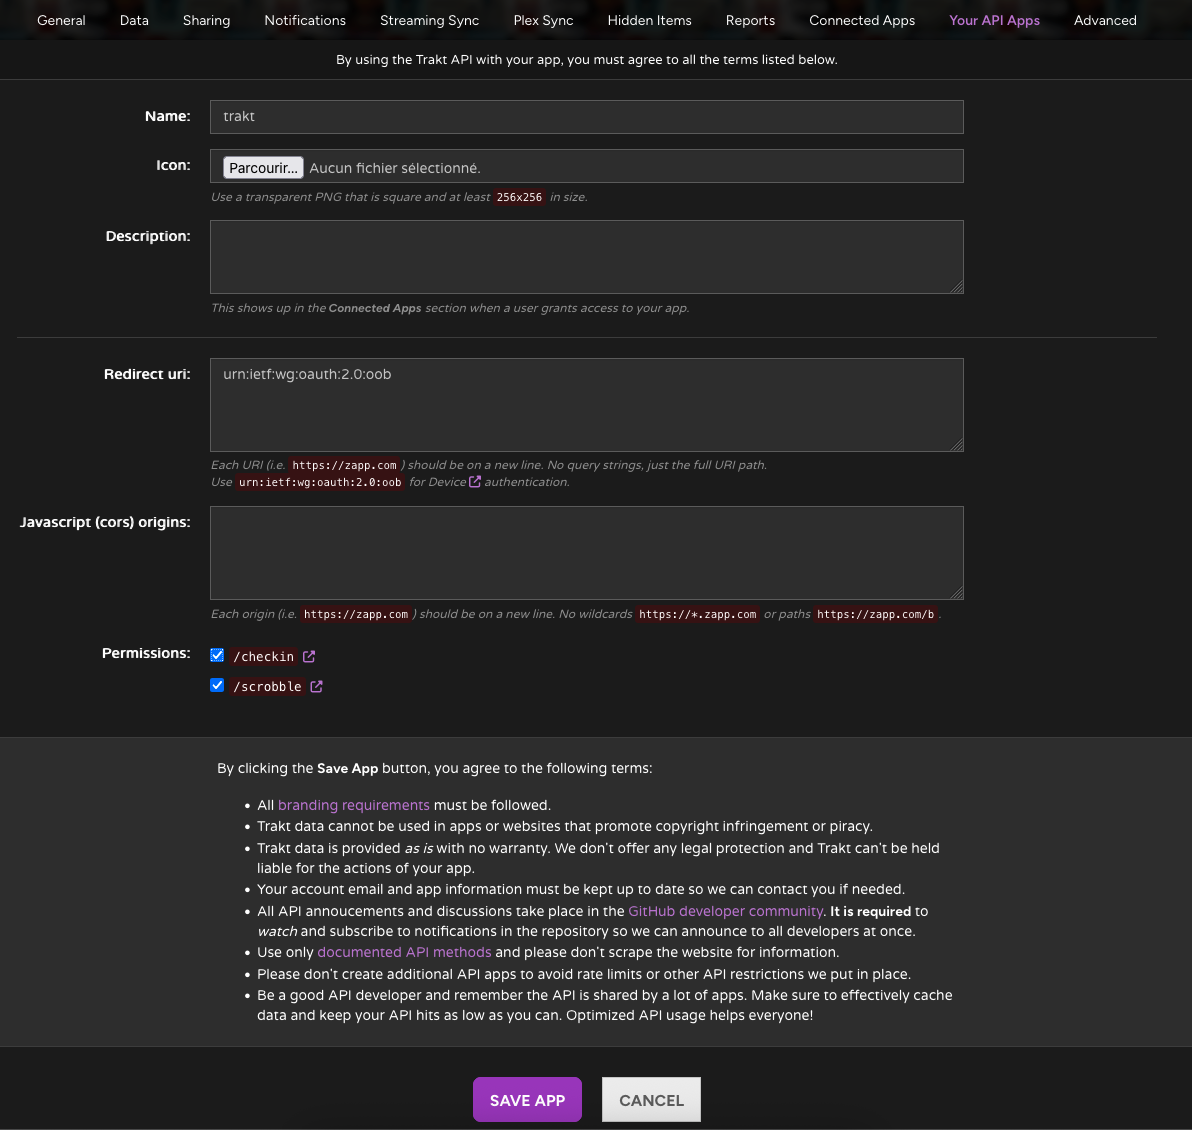 General Data Sharing Notifications Streaming Sync Plex Sync Hidden Items Reports Connected Apps Your API Apps Advanced
By using the Trakt API with your app, you must agree to all the terms listed below.
Name: trakt
Icon: Parcourir... Aucun fichier sélectionné.
Use a transparent PNG that is square and at least 256x256 in size.
Description:
This shows up in the Connected Apps section when a user grants access to your app.
Redirect uri: urn:ietf:wg:oauth:2.0:oob
Each URI (i.e. https://zapp.com ) should be on a new line. No query strings, just the full URI path.
Use urn:ietf:wg:oauth:2.0:oob for Device authentication.
Javascript (cors) origins:
Each origin (i.e. https://zapp.com ) should be on a new line. No wildcards https://*.zapp.com or paths https://zapp.com/b .
Permissions: /checkin
/scrobble
By clicking the Save App button, you agree to the following terms:
• All branding requirements must be followed.
• Trakt data cannot be used in apps or websites that promote copyright infringement or piracy.
• Trakt data is provided as is with no warranty. We don't offer any legal protection and Trakt can't be held
liable for the actions of your app.
• Your account email and app information must be kept up to date so we can contact you if needed.
• All API annoucements and discussions take place in the GitHub developer community. It is required to
watch and subscribe to notifications in the repository so we can announce to all developers at once.
• Use only documented API methods and please don't scrape the website for information.
• Please don't create additional API apps to avoid rate limits or other API restrictions we put in place.
• Be a good API developer and remember the API is shared by a lot of apps. Make sure to effectively cache
data and keep your API hits as low as you can. Optimized API usage helps everyone!
SAVE APP CANCEL